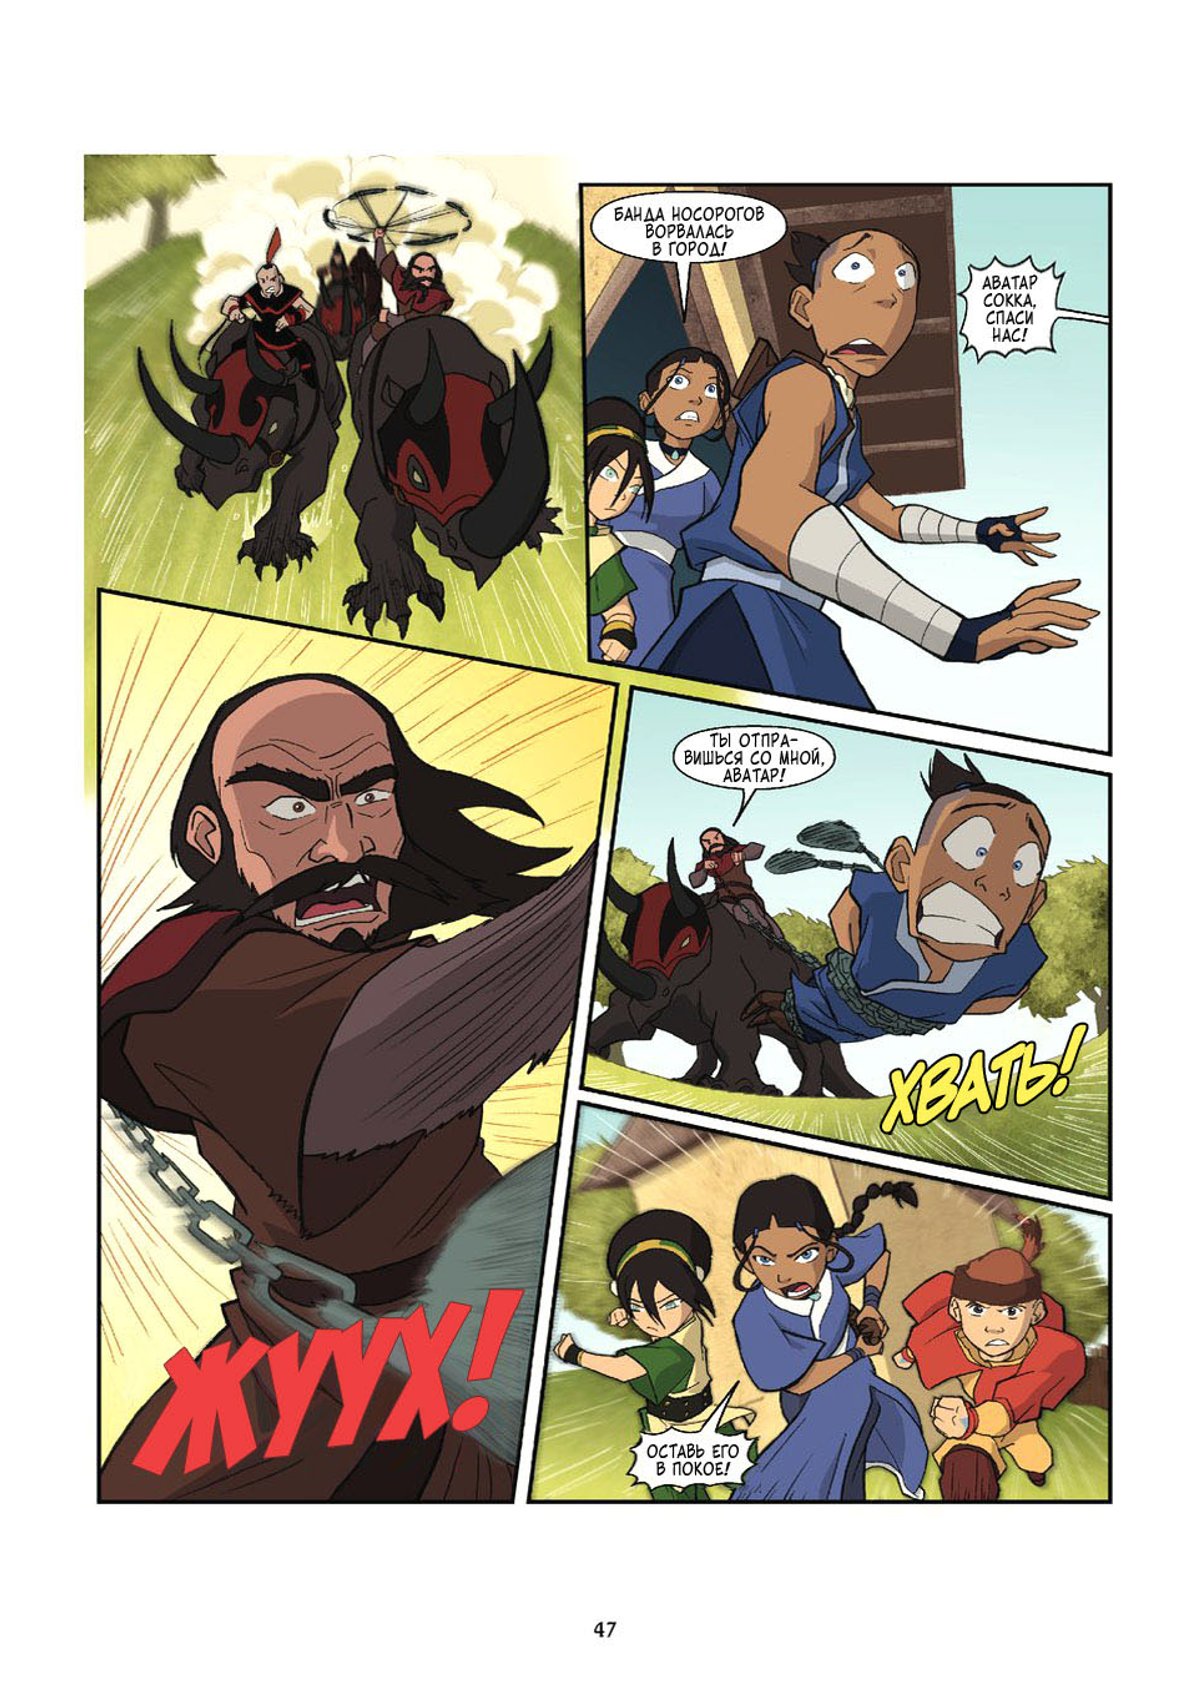 БАНДА НОСОРОГОВ
ВОРВАЛАСЬ
В ГОРОД!
АВАТАР
СОККА,
СПАСИ
НАС!
ЖУУХ!
ТЫ ОТПРА-
ВИШЬСЯ СО МНОЙ,
АВАТАР!
ХВАТЬ!
ОСТАВЬ ЕГО
В ПОКОЕ!
47